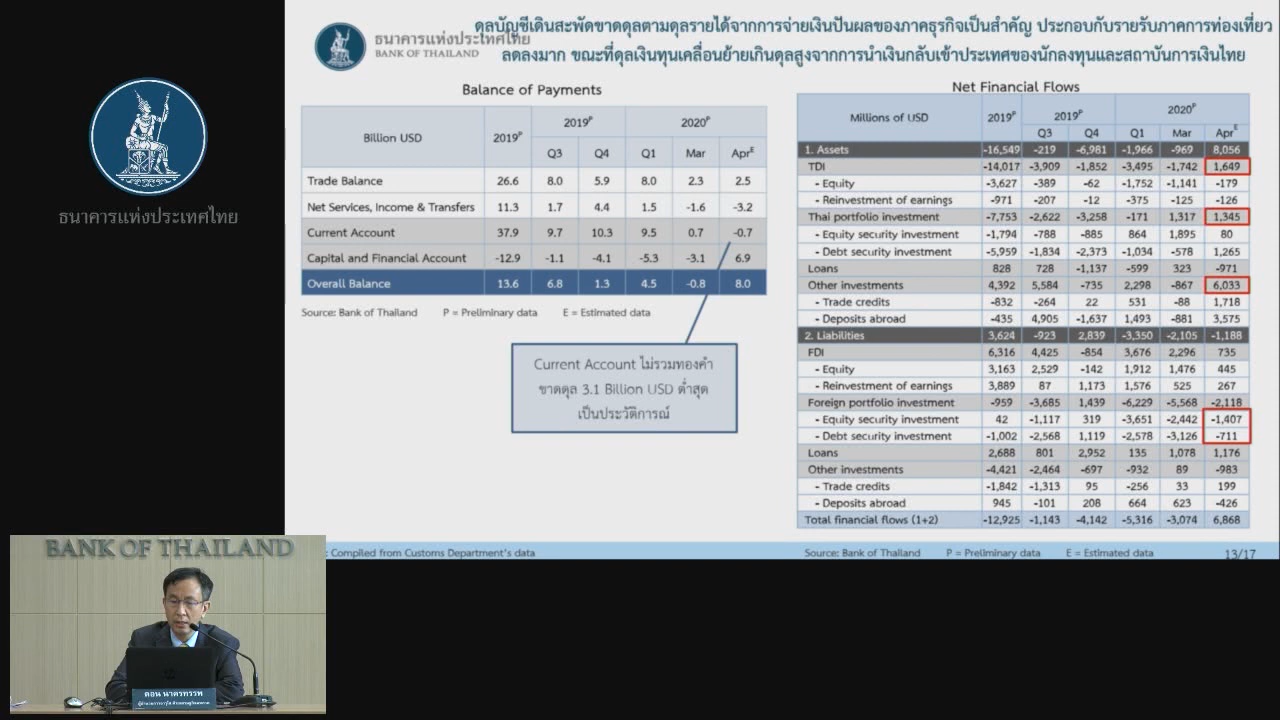 ธนาคารแห่งประเทศไทย
ธนาคารแห่งประเทศไทย
BANK OF THAILAND
ดุลบัญชีเดินสะพัดขาดดุลตามดุลรายได้จากการจ่ายเงินปันผลของภาคธุรกิจเป็นสำคัญ ประกอบกับรายรับภาคการท่องเที่ยว
ลดลงมาก ขณะที่ดุลเงินทุนเคลื่อนย้ายเกินดุลสูงจากการนำเงินกลับเข้าประเทศของนักลงทุนและสถาบันการเงินไทย
Balance of Payments
Billion USD 2019P 2019P 2020P
Q3 Q4 Q1 Mar AprE
Trade Balance 26.6 8.0 5.9 8.0 2.3 2.5
Net Services, Income & Transfers 11.3 1.7 4.4 1.5 -1.6 -3.2
Current Account 37.9 9.7 10.3 9.5 0.7 -0.7
Capital and Financial Account -12.9 -1.1 -4.1 -5.3 -3.1 6.9
Overall Balance 13.6 6.8 1.3 4.5 -0.8 8.0
Source: Bank of Thailand P = Preliminary data E = Estimated data
Current Account ไม่รวมทองคำ
ขาดดุล 3.1 Billion USD ต่ำสุด
เป็นประวัติการณ์
Net Financial Flows
Millions of USD 2019P 2019P 2020P
Q3 Q4 Q1 Mar AprE
1. Assets -16,549 -219 -6,981 -1,966 -969 8,056
TDI -14,017 -3,909 -1,852 -3,495 -1,742 1,649
- Equity -3,627 -389 -62 -1,752 -1,141 -179
- Reinvestment of earnings -971 -207 -12 -375 -125 -126
Thai portfolio investment -7,753 -2,622 -3,258 -171 1,317 1,345
- Equity security investment -1,794 -788 -885 864 1,895 80
- Debt security investment -5,959 -1,834 -2,373 -1,034 -578 1,265
Loans 828 728 -1,137 -599 323 -971
Other investments 4,392 5,584 -735 2,298 -867 6,033
- Trade credits -832 -264 22 531 -88 1,718
- Deposits abroad -435 4,905 -1,637 1,493 -881 3,575
2. Liabilities 3,624 -923 2,839 -3,350 -2,105 -1,188
FDI 6,316 4,425 -854 3,676 2,296 735
- Equity 3,163 2,529 -142 1,912 1,476 445
- Reinvestment of earnings 3,889 87 1,173 1,576 525 267
Foreign portfolio investment -959 -3,685 1,439 -6,229 -5,568 -2,118
- Equity security investment 42 -1,117 319 -3,651 -2,442 -1,407
- Debt security investment -1,002 -2,568 1,119 -2,578 -3,126 -711
Loans 2,688 801 2,952 135 1,078 1,176
Other investments -4,421 -2,464 -697 -932 89 -983
- Trade credits -1,842 -1,313 95 -256 33 199
- Deposits abroad 945 -101 208 664 623 -426
Total financial flows (1+2) -12,925 -1,143 -4,142 -5,316 -3,074 6,868
: Compiled from Customs Department's data
Source: Bank of Thailand P = Preliminary data E = Estimated data
13/17
BANK OF THAILAND
ดอน นาครทรรพ